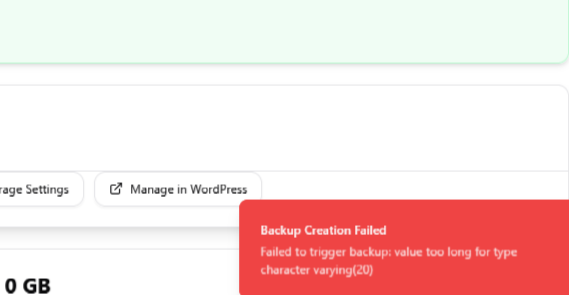 Settings
Manage in WordPress
Backup Creation Failed
Failed to trigger backup: value too long for type
character varying(20)
0 GB